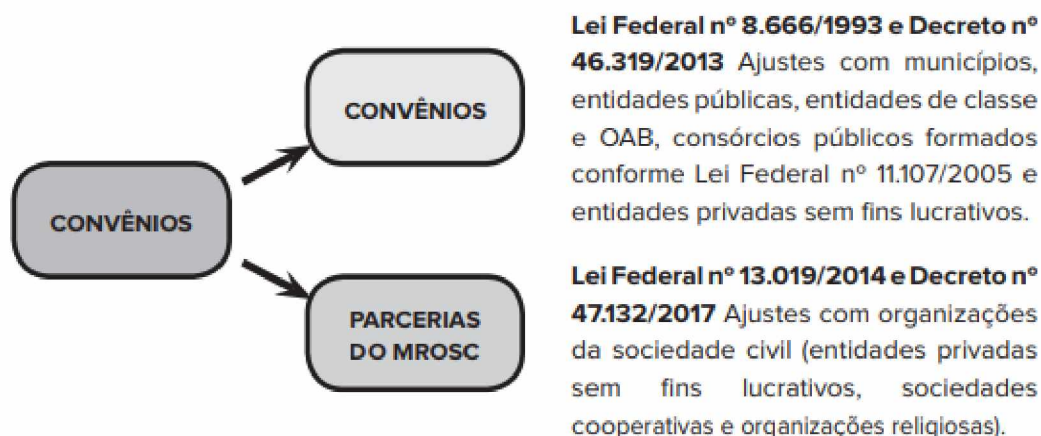 CONVÊNIOS
CONVÊNIOS
PARCERIAS
DO MROSC
Lei Federal nº 8.666/1993 e Decreto nº
46.319/2013 Ajustes com municípios,
entidades públicas, entidades de classe
e OAB, consórcios públicos formados
conforme Lei Federal nº 11.107/2005 e
entidades privadas sem fins lucrativos.
Lei Federal nº 13.019/2014 e Decreto nº
47.132/2017 Ajustes com organizações
da sociedade civil (entidades privadas
sem fins lucrativos, sociedades
cooperativas e organizações religiosas).